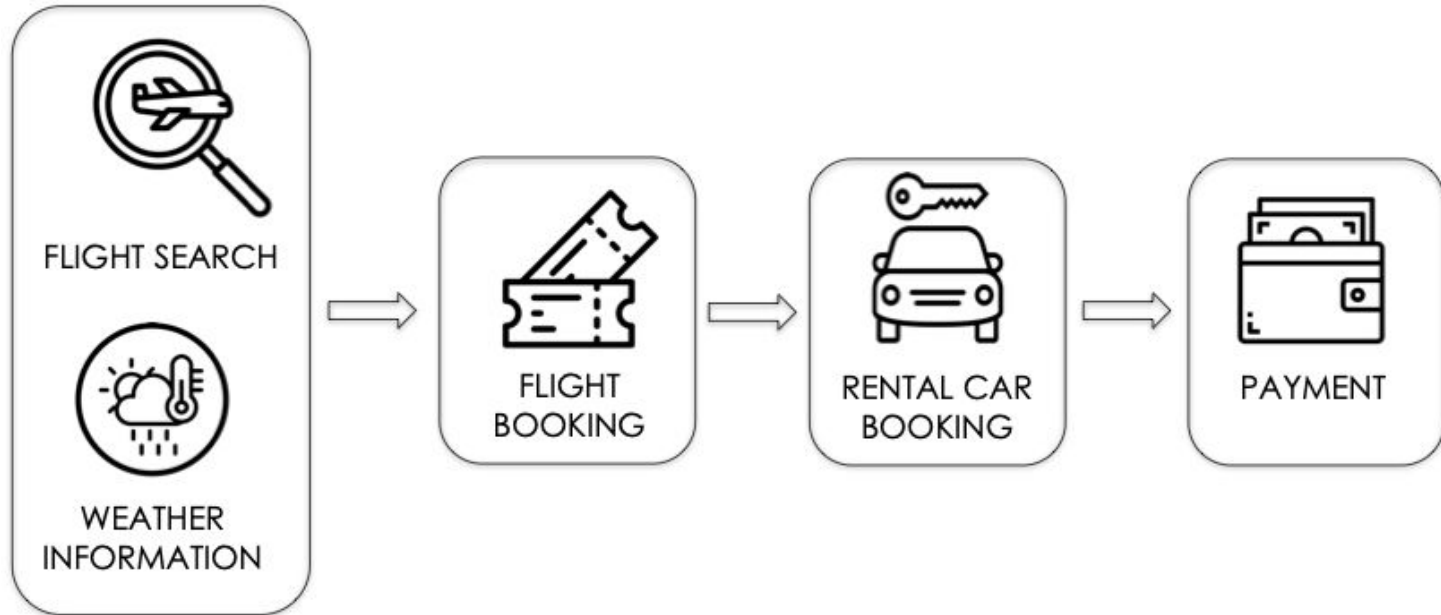 FLIGHT SEARCH
WEATHER
INFORMATION
FLIGHT
BOOKING
RENTAL CAR
BOOKING
PAYMENT